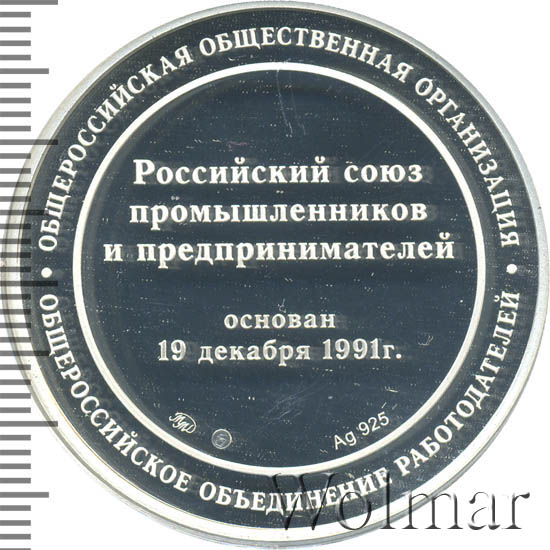 ОБЩЕРОССИЙСКАЯ ОБЩЕСТВЕННАЯ ОРГАНИЗАЦИЯ
Российский союз
промышленников
и предпринимателей
основан
19 декабря 1991г.
Ag 925
ОБЩЕРОССИЙСКОЕ ОБЪЕДИНЕНИЕ РАБОТОДАТЕЛЕЙ
Wolmar